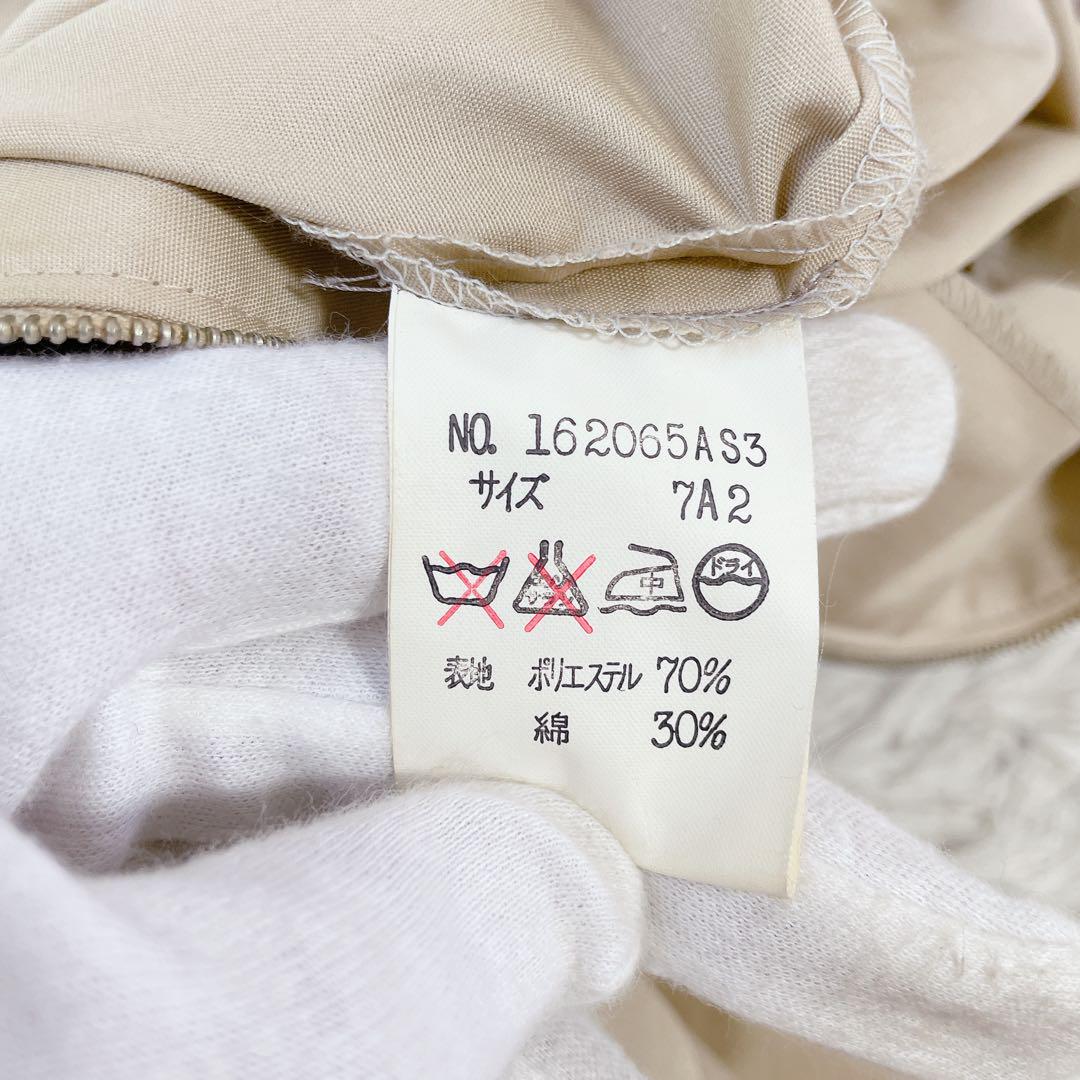 NO. 162065AS3
サイズ 7A2
中 ドライ
表地 ポリエステル 70%
綿 30%